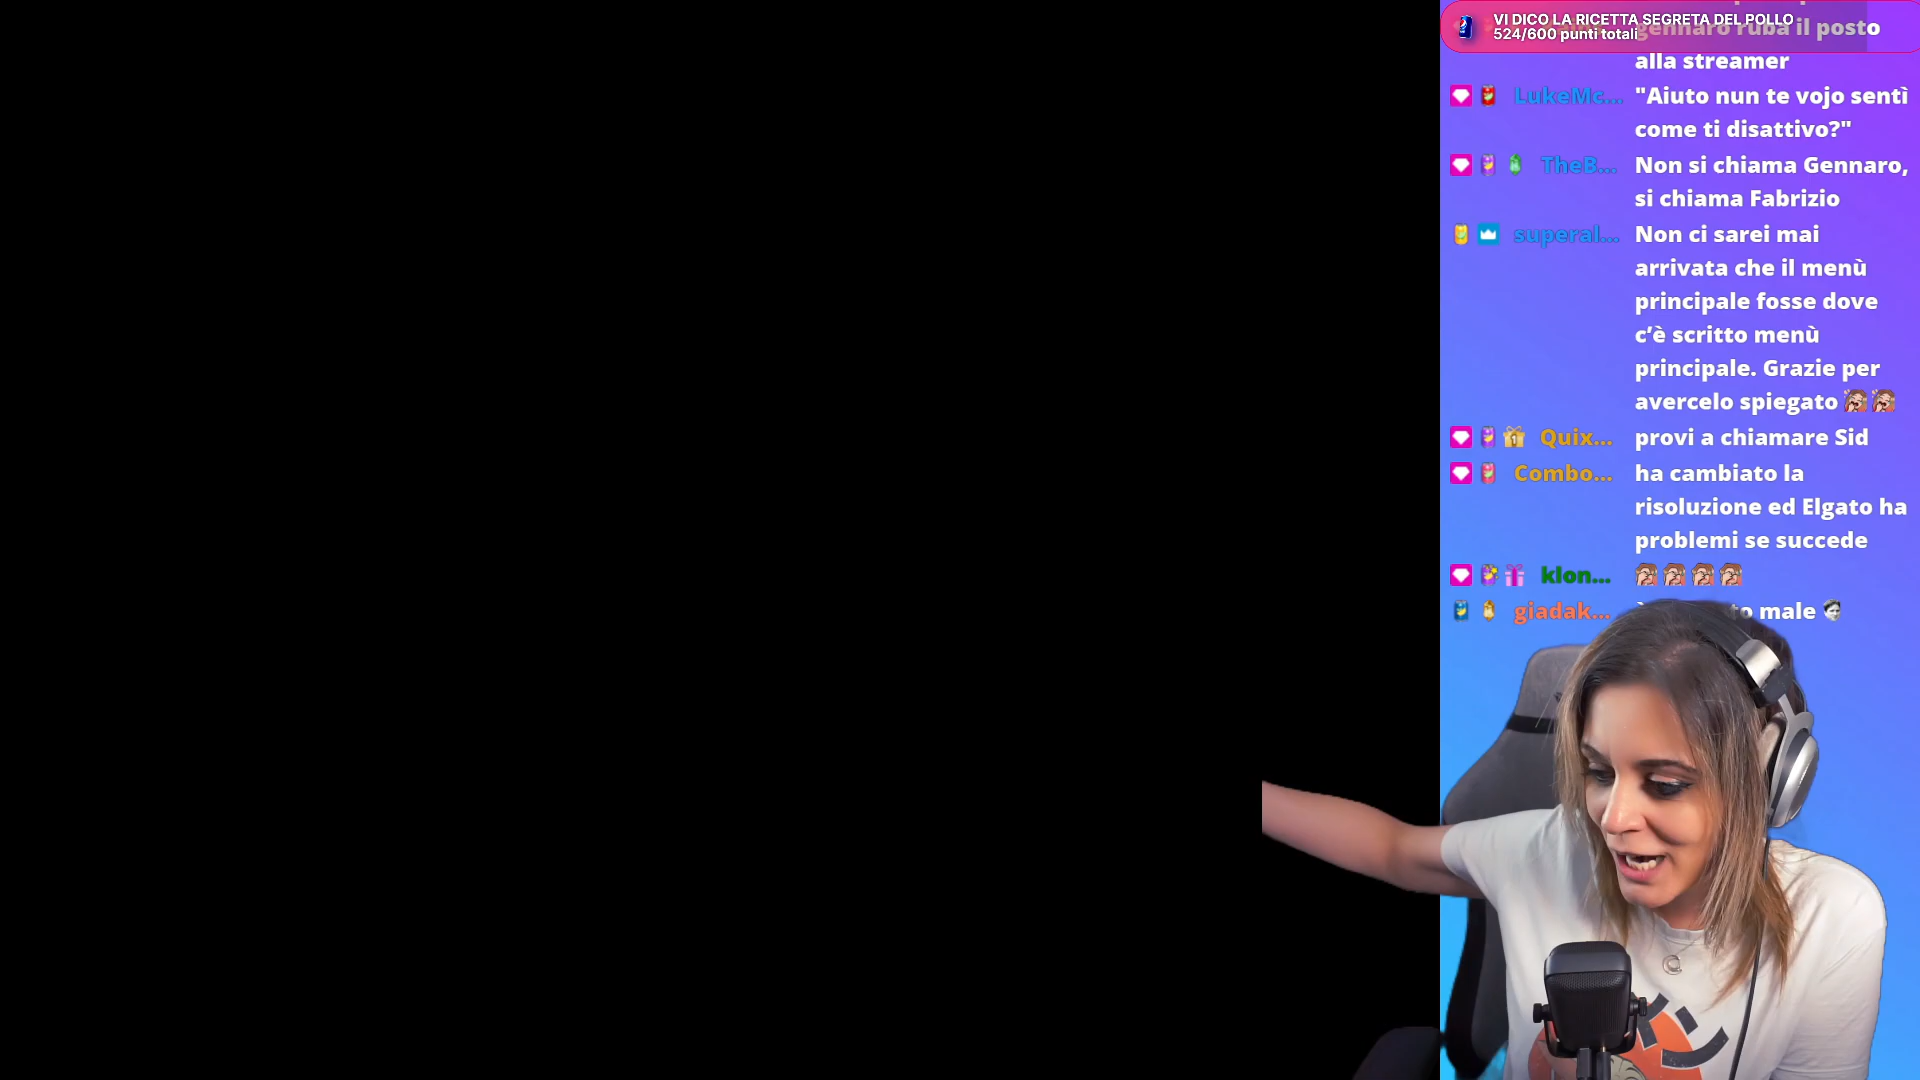 VI DICO LA RICETTA SEGRETA DEL POLLO
524/600 punti totali
gennaro ruba il posto
alla streamer
LukeMc... "Aiuto nun te vojo sentì
come ti disattivo?"
TheB... Non si chiama Gennaro,
si chiama Fabrizio
superal... Non ci sarei mai
arrivata che il menù
principale fosse dove
c’è scritto menù
principale. Grazie per
avercelo spiegato
Quix... provi a chiamare Sid
Combo... ha cambiato la
risoluzione ed Elgato ha
problemi se succede
klon...
giadak... male